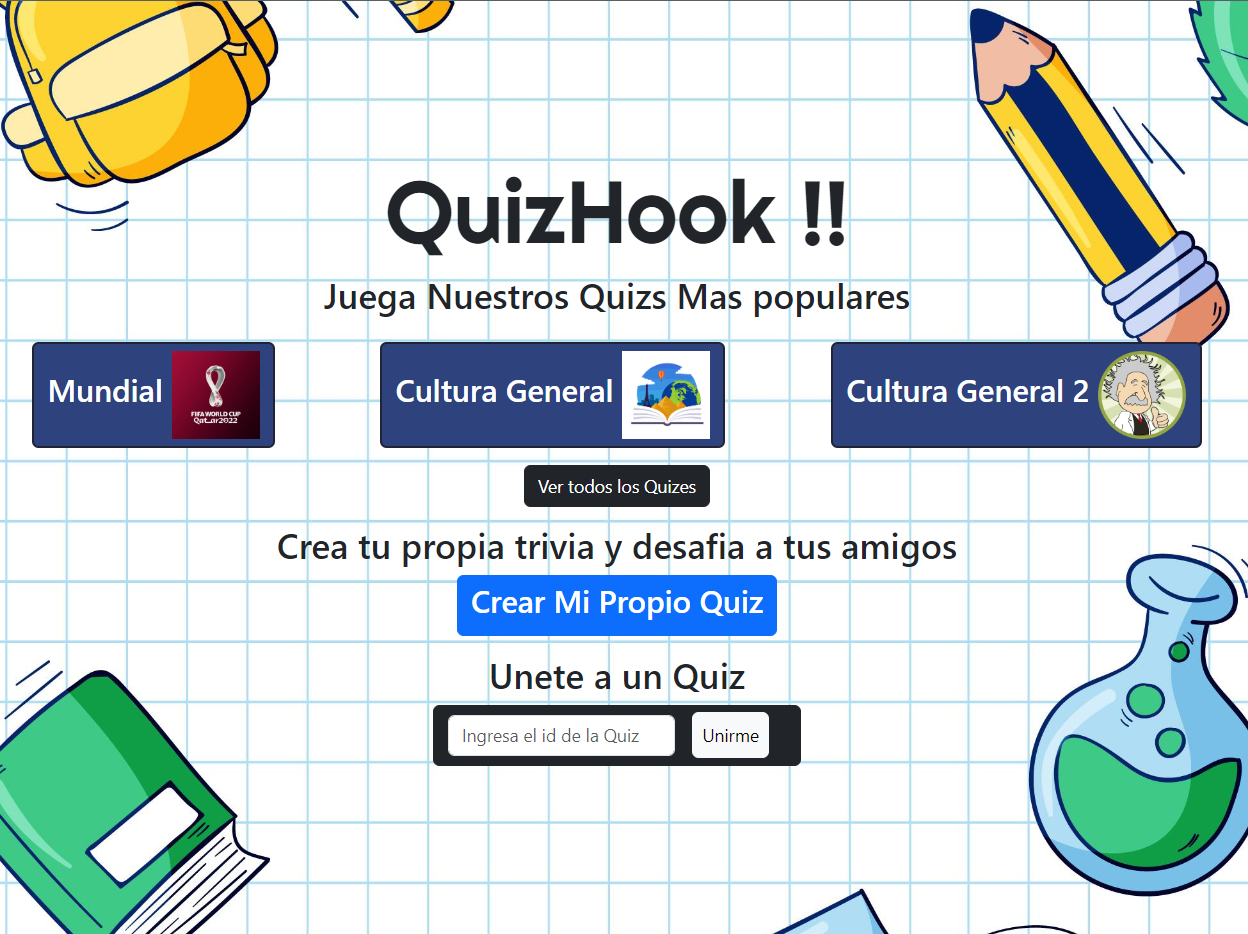 QuizHook !!
Juega Nuestros Quizs Mas populares
Mundial
FIFA WORLD CUP
Qat_ar2022
Cultura General
Cultura General 2
Ver todos los Quizes
Crea tu propia trivia y desafia a tus amigos
Crear Mi Propio Quiz
Unete a un Quiz
Ingresa el id de la Quiz
Unirme